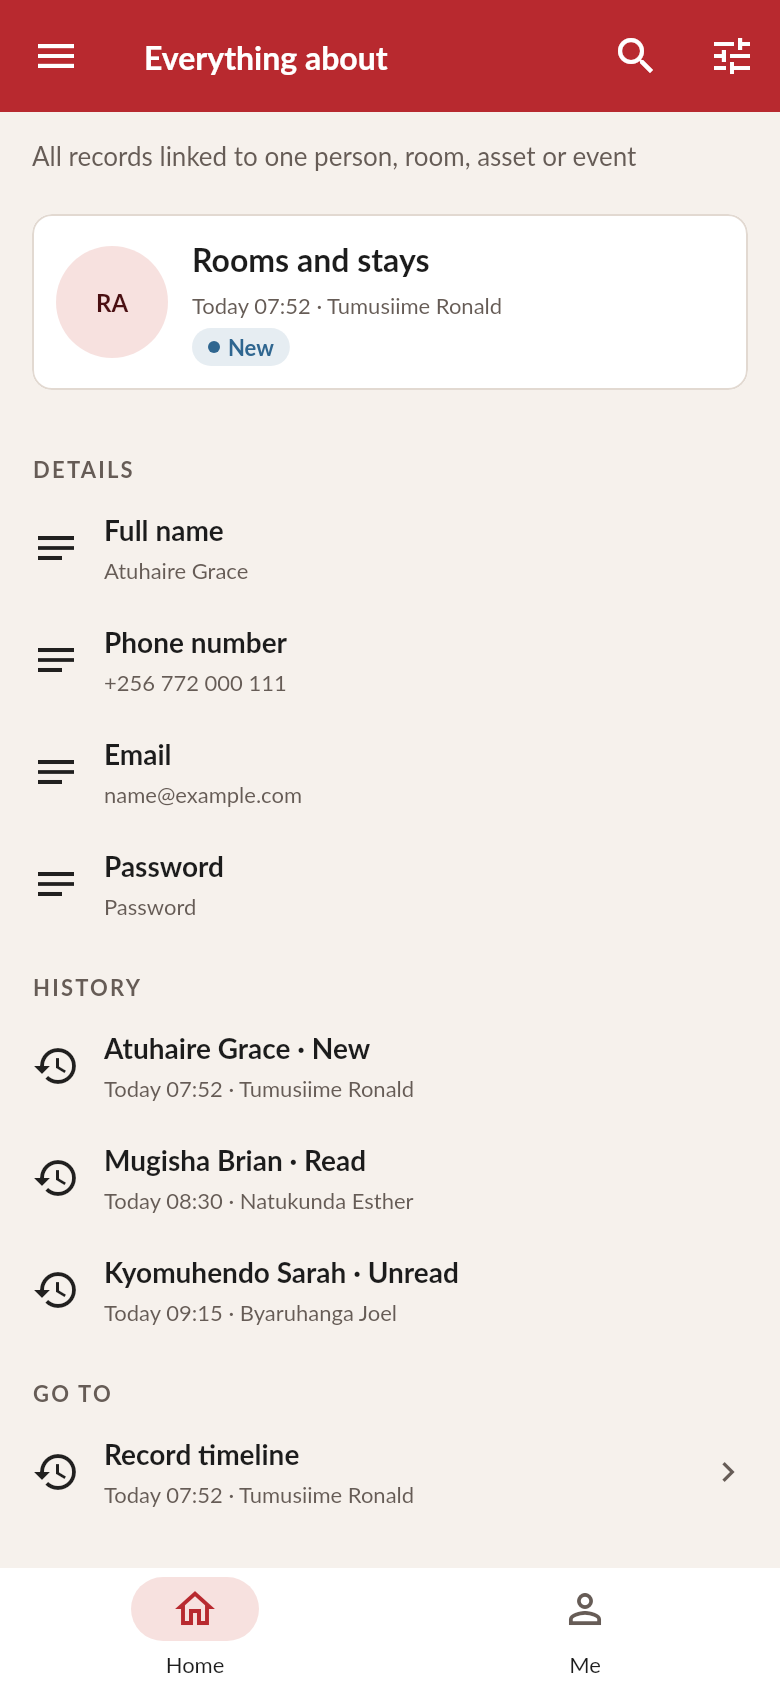 Everything about
All records linked to one person, room, asset or event
RA
Rooms and stays
Today 07:52 · Tumusiime Ronald
New
DETAILS
Full name
Atuhaire Grace
Phone number
+256 772 000 111
Email
name@example.com
Password
Password
HISTORY
Atuhaire Grace · New
Today 07:52 · Tumusiime Ronald
Mugisha Brian · Read
Today 08:30 · Natukunda Esther
Kyomuhendo Sarah · Unread
Today 09:15 · Byaruhanga Joel
GO TO
Record timeline
Today 07:52 · Tumusiime Ronald
Home
Me